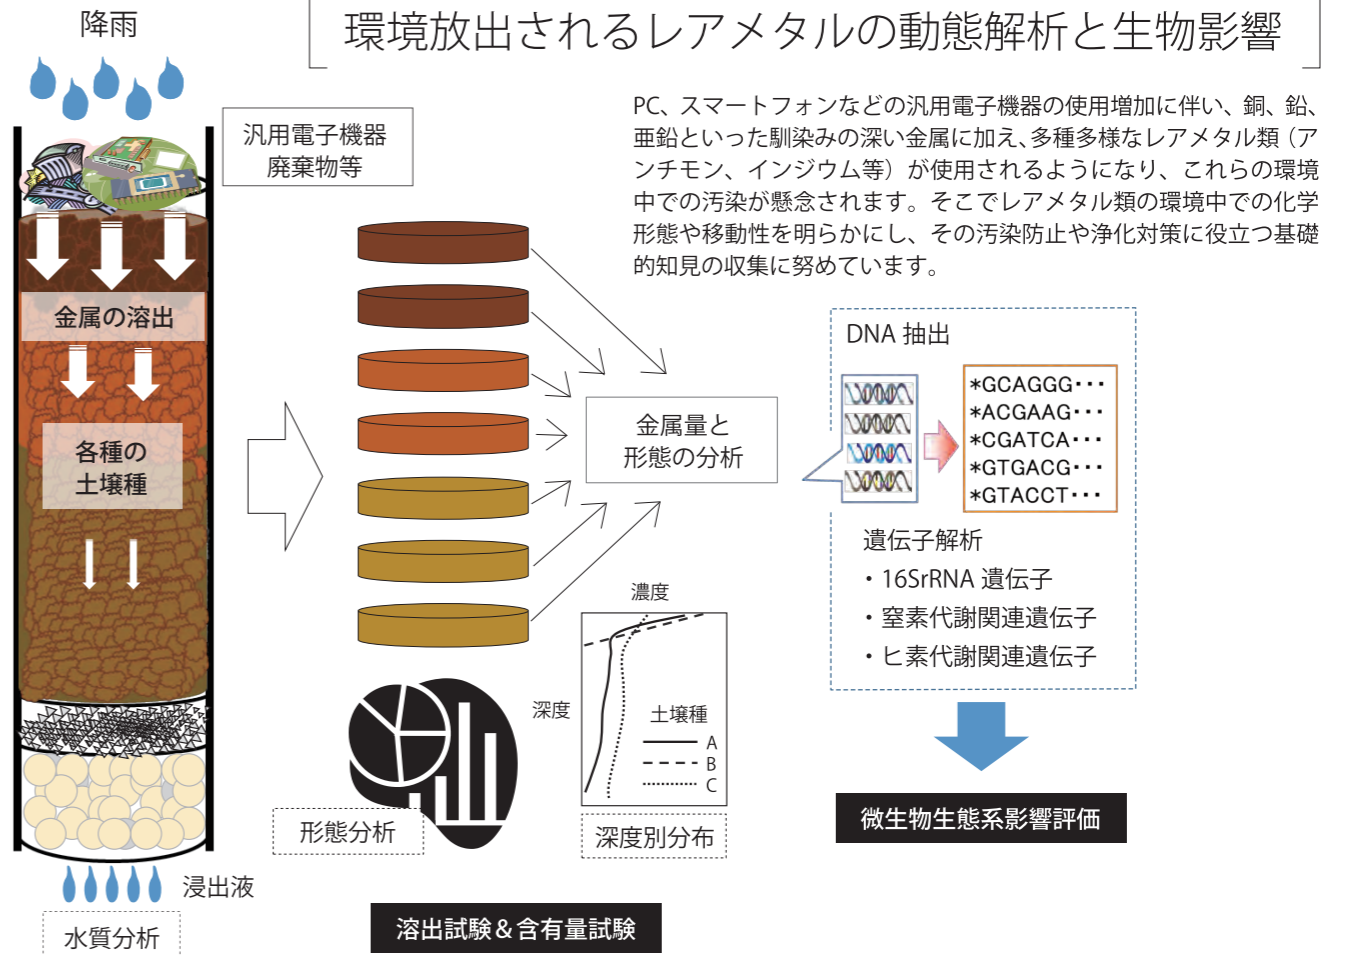 環境放出されるレアメタルの動態解析と生物影響
降雨
汎用電子機器
廃棄物等
PC、スマートフォンなどの汎用電子機器の使用増加に伴い、銅、鉛、
亜鉛といった馴染みの深い金属に加え、多種多様なレアメタル類（ア
ンチモン、インジウム等）が使用されるようになり、これらの環境
中での汚染が懸念されます。そこでレアメタル類の環境中での化学
形態や移動性を明らかにし、その汚染防止や浄化対策に役立つ基礎
的知見の収集に努めています。
金属の溶出
各種の
土壌種
金属量と
形態の分析
DNA 抽出
*GCAGGG･･･
*ACGAAG･･･
*CGATCA･･･
*GTGACG･･･
*GTACCT･･･
遺伝子解析
・16SrRNA 遺伝子
・窒素代謝関連遺伝子
・ヒ素代謝関連遺伝子
微生物生態系影響評価
濃度
深度
土壌種
A
B
C
深度別分布
形態分析
浸出液
水質分析
溶出試験＆含有量試験